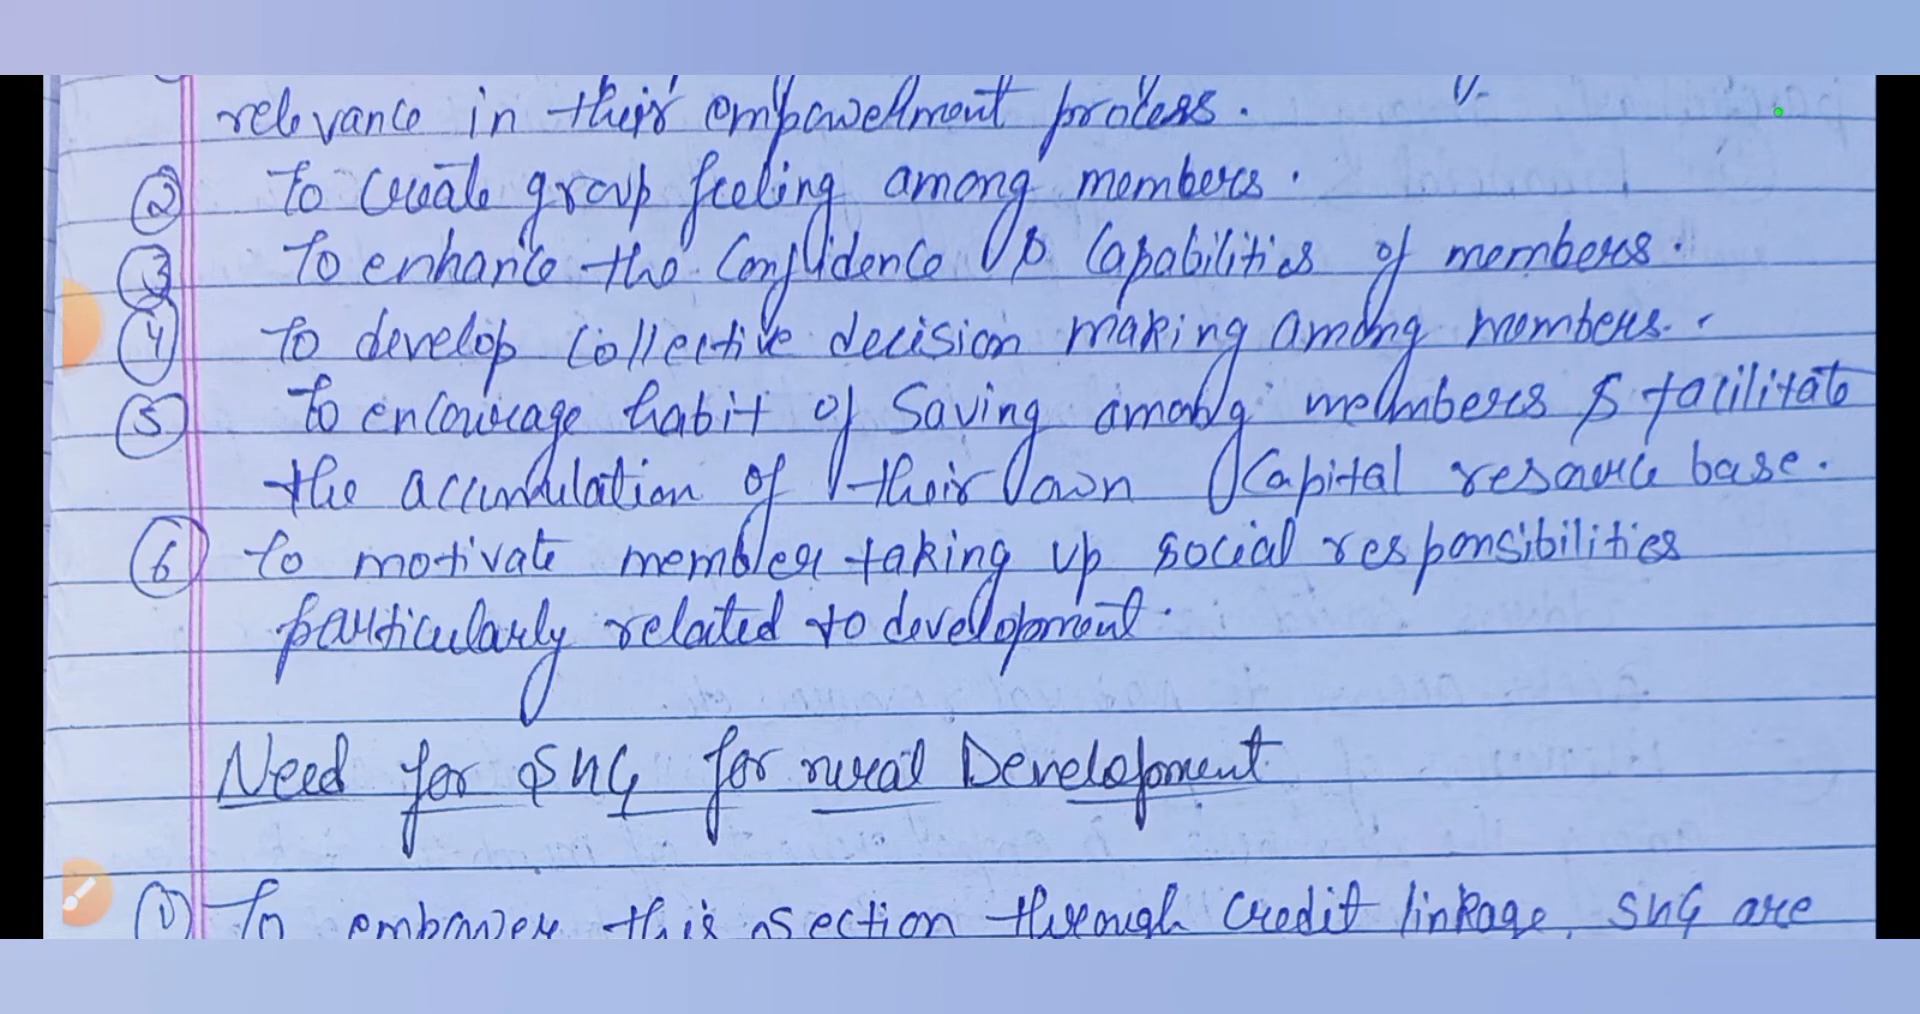 relevance in their empowerment process.
② To create group feeling among members.
③ To enhance the confidence & capabilities of members.
④ To develop collective decision making among members.
⑤ To encourage habit of saving among members & facilitate
the accumulation of their own capital resource base.
⑥ To motivate member taking up social responsibilities
particularly related to development.
Need for SHG for rural Development
① To empower this section through credit linkage, SHG are